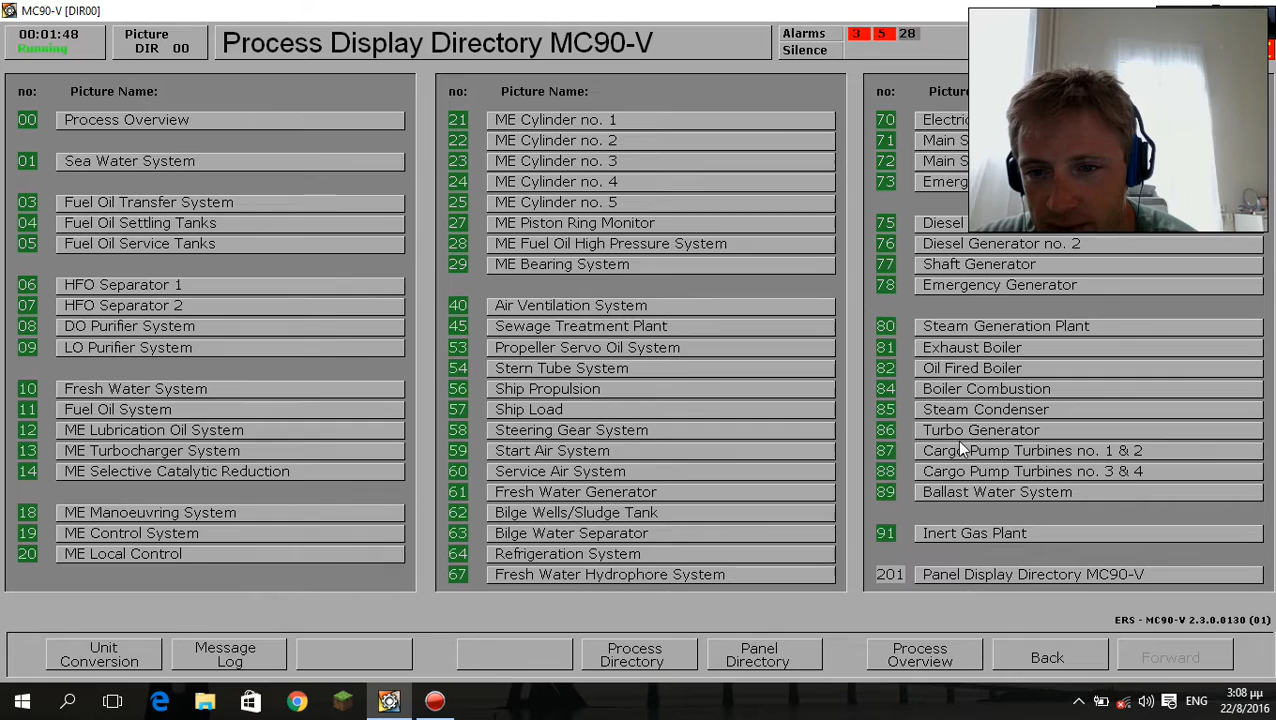 MC90-V [DIR00]
00:01:48
Running
Picture
DIR 00
Process Display Directory MC90-V
Alarms
Silence
3 5 28
no: Picture Name:
00 Process Overview
01 Sea Water System
03 Fuel Oil Transfer System
04 Fuel Oil Settling Tanks
05 Fuel Oil Service Tanks
06 HFO Separator 1
07 HFO Separator 2
08 DO Purifier System
09 LO Purifier System
10 Fresh Water System
11 Fuel Oil System
12 ME Lubrication Oil System
13 ME Turbocharger System
14 ME Selective Catalytic Reduction
18 ME Manoeuvring System
19 ME Control System
20 ME Local Control
no: Picture Name:
21 ME Cylinder no. 1
22 ME Cylinder no. 2
23 ME Cylinder no. 3
24 ME Cylinder no. 4
25 ME Cylinder no. 5
27 ME Piston Ring Monitor
28 ME Fuel Oil High Pressure System
29 ME Bearing System
40 Air Ventilation System
45 Sewage Treatment Plant
53 Propeller Servo Oil System
54 Stern Tube System
56 Ship Propulsion
57 Ship Load
58 Steering Gear System
59 Start Air System
60 Service Air System
61 Fresh Water Generator
62 Bilge Wells/Sludge Tank
63 Bilge Water Separator
64 Refrigeration System
67 Fresh Water Hydrophore System
no:
70
71 Main
72 Main
73
75 Diesel
76 Diesel Generator no. 2
77 Shaft Generator
78 Emergency Generator
80 Steam Generation Plant
81 Exhaust Boiler
82 Oil Fired Boiler
84 Boiler Combustion
85 Steam Condenser
86 Turbo Generator
87 Cargo Pump Turbines no. 1 & 2
88 Cargo Pump Turbines no. 3 & 4
89 Ballast Water System
91 Inert Gas Plant
201 Panel Display Directory MC90-V
ERS - MC90-V 2.3.0.0130 (01)
Unit
Conversion
Message
Log
Process
Directory
Panel
Directory
Process
Overview
Back
Forward
ΕΝG
3:08 μμ
22/8/2016